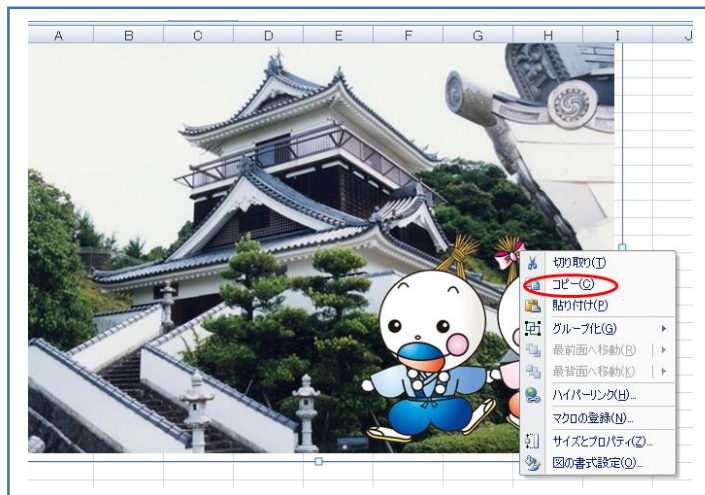 A B C D E F G H I J
切り取り(T)
コピー(C)
貼り付け(P)
グループ化(G)
最前面へ移動(R)
最背面へ移動(K)
ハイパーリンク(H)...
マクロの登録(N)...
サイズとプロパティ(Z)...
図の書式設定(O)...